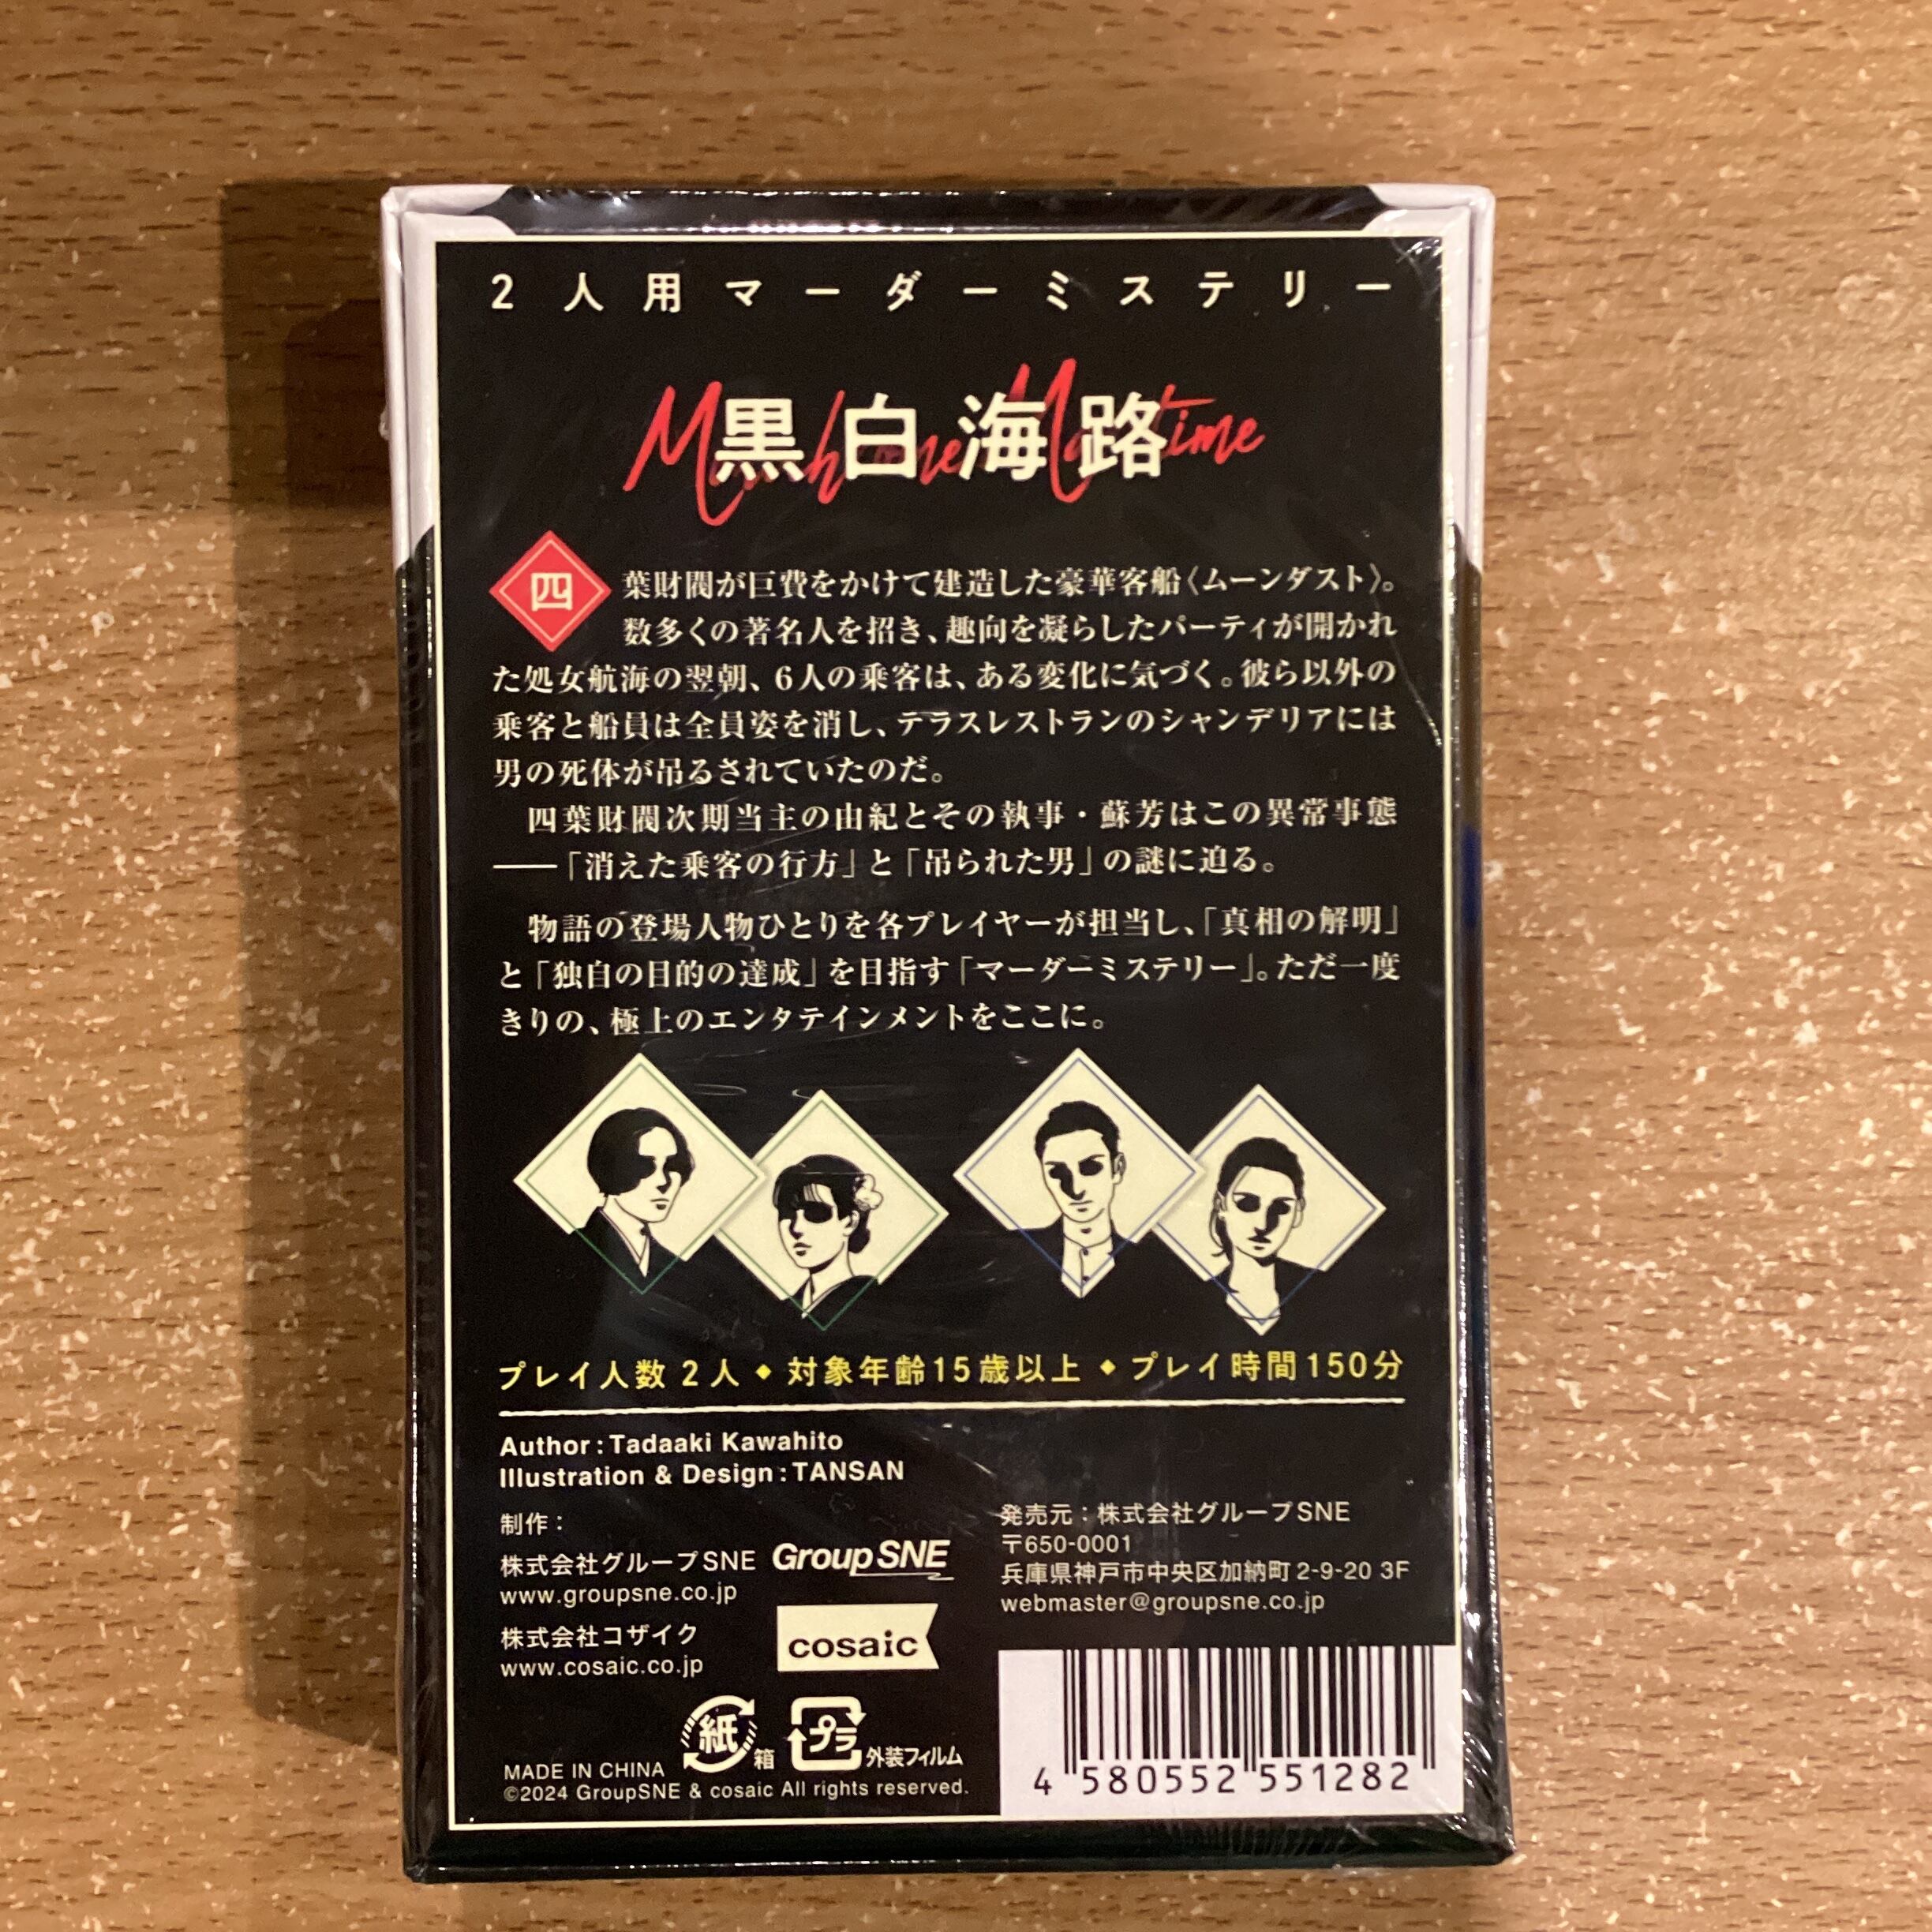 2人用マーダーミステリー
黒白海路
四葉財閥が巨費をかけて建造した豪華客船〈ムーンダスト〉。
数多くの著名人を招き、趣向を凝らしたパーティが開かれ
た処女航海の翌朝、6人の乗客は、ある変化に気づく。彼ら以外の
乗客と船員は全員姿を消し、テラスレストランのシャンデリアには
男の死体が吊るされていたのだ。
四葉財閥次期当主の由紀とその執事・蘇芳はこの異常事態
──「消えた乗客の行方」と「吊られた男」の謎に迫る。
物語の登場人物ひとりを各プレイヤーが担当し、「真相の解明」
と「独自の目的の達成」を目指す「マーダーミステリー」。ただ一度
きりの、極上のエンタテインメントをここに。
プレイ人数2人◆対象年齢15歳以上◆プレイ時間150分
Author:Tadaaki Kawahito
Illustration & Design:TANSAN
制作：
株式会社グループSNE GroupSNE
www.groupsne.co.jp
株式会社コザイク
www.cosaic.co.jp
cosaic
発売元：株式会社グループSNE
〒650-0001
兵庫県神戸市中央区加納町2-9-20 3F
webmaster@groupsne.co.jp
紙 箱 プラ 外装フィルム
MADE IN CHINA
©2024 GroupSNE & cosaic All rights reserved.
4 580552 551282